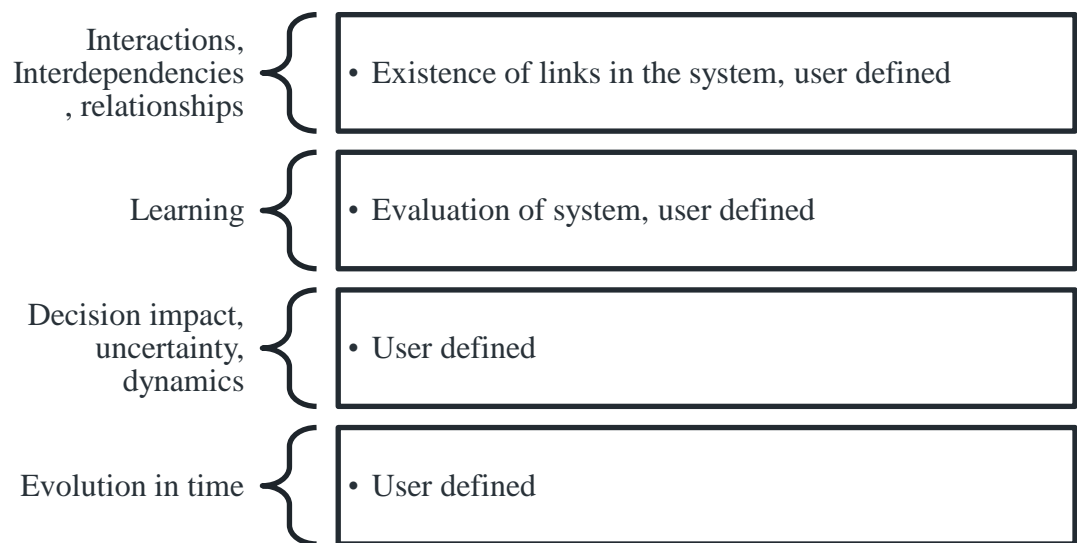 Interactions,
Interdependencies
, relationships
• Existence of links in the system, user defined
Learning
• Evaluation of system, user defined
Decision impact,
uncertainty,
dynamics
• User defined
Evolution in time
• User defined